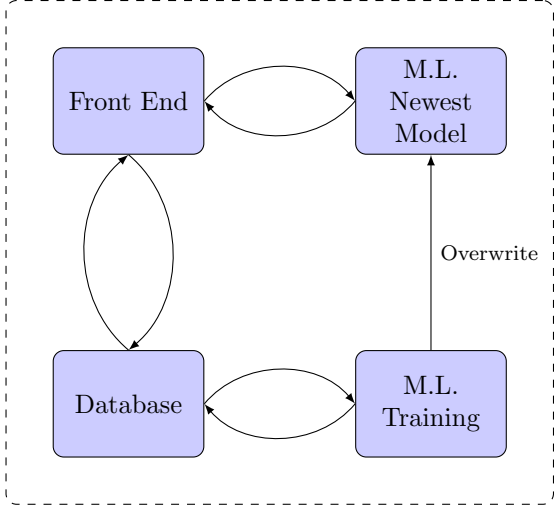 Front End
M.L.
Newest
Model
Overwrite
Database
M.L.
Training